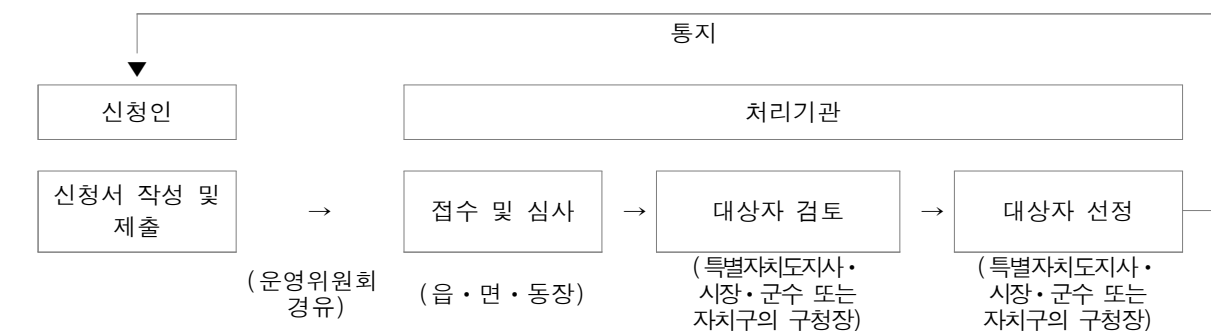 통지
신청인
처리기관
신청서 작성 및
제출
→
접수 및 심사
→
대상자 검토
→
대상자 선정
(운영위원회
경유)
(읍・면・동장)
(특별자치도지사・
시장・군수 또는
자치구의 구청장)
(특별자치도지사・
시장・군수 또는
자치구의 구청장)